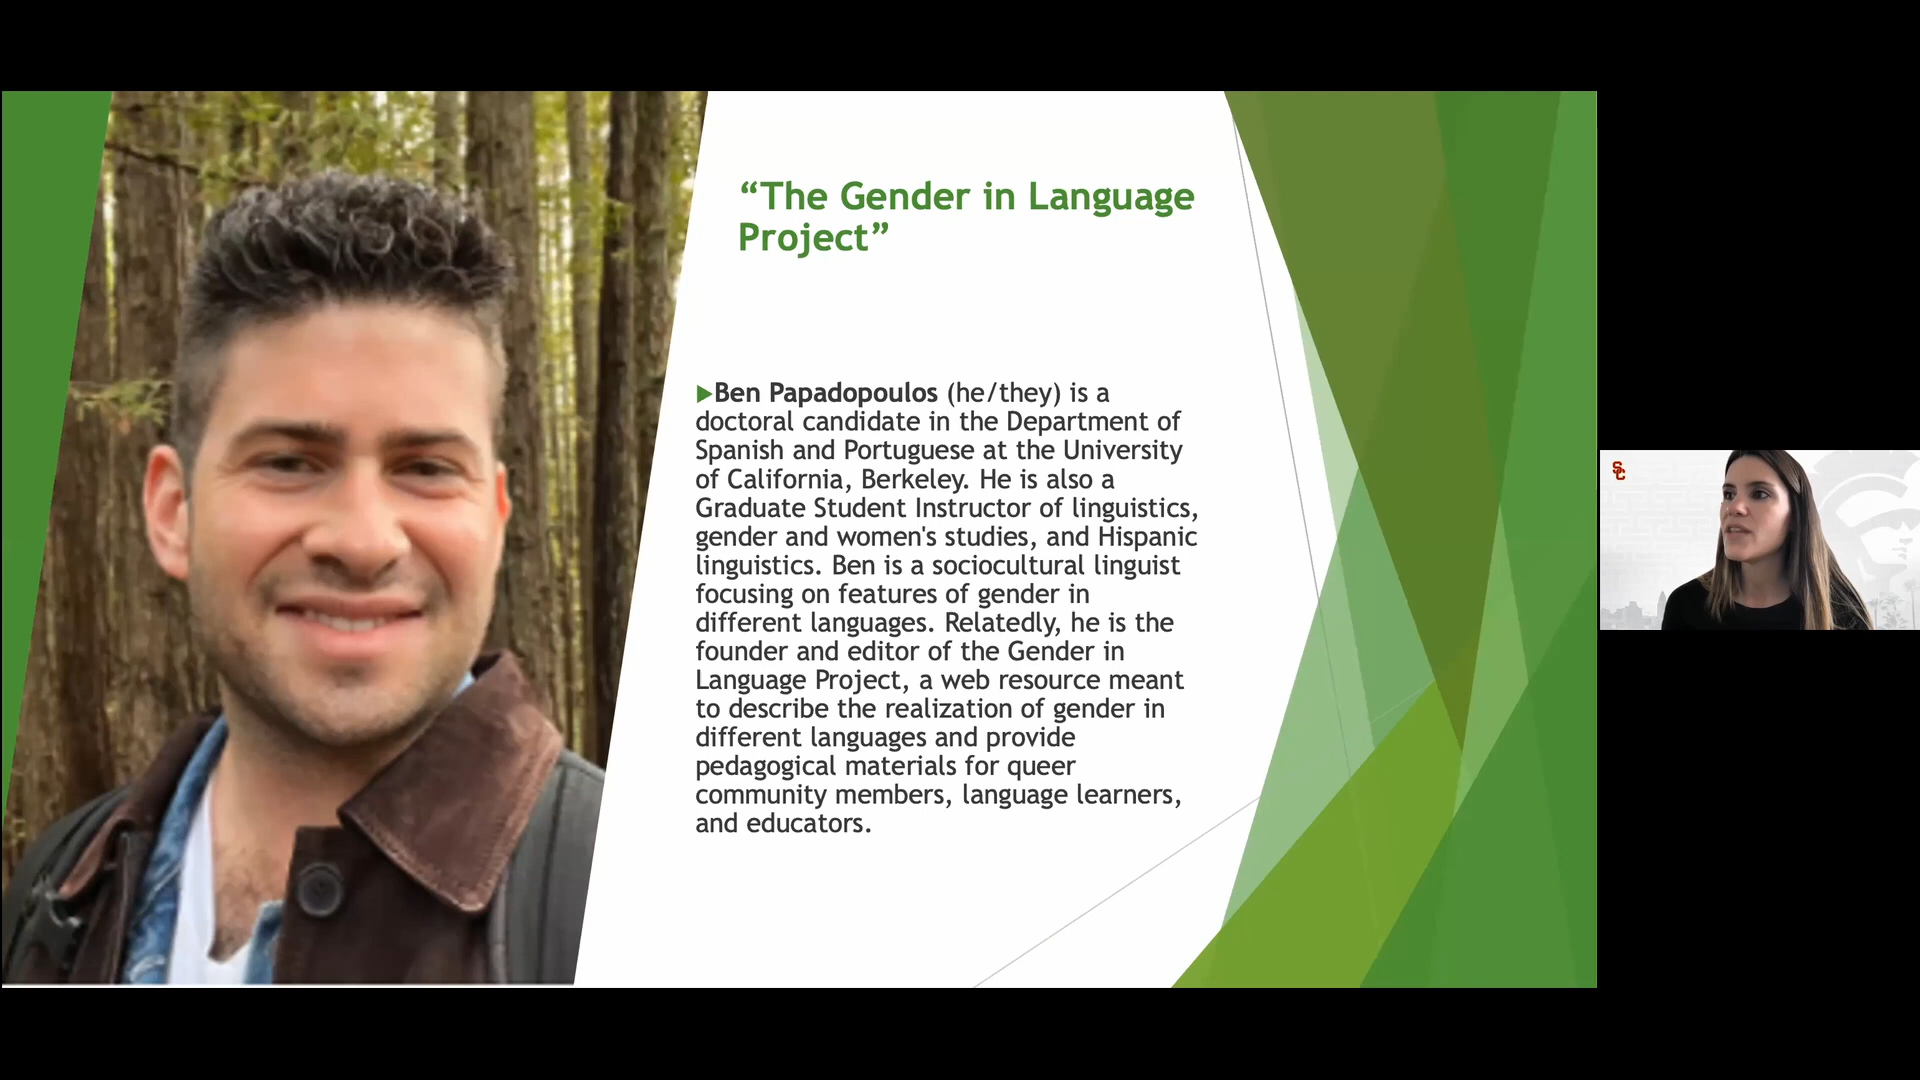 “The Gender in Language
Project”
Ben Papadopoulos (he/they) is a
doctoral candidate in the Department of
Spanish and Portuguese at the University
of California, Berkeley. He is also a
Graduate Student Instructor of linguistics,
gender and women's studies, and Hispanic
linguistics. Ben is a sociocultural linguist
focusing on features of gender in
different languages. Relatedly, he is the
founder and editor of the Gender in
Language Project, a web resource meant
to describe the realization of gender in
different languages and provide
pedagogical materials for queer
community members, language learners,
and educators.
SC